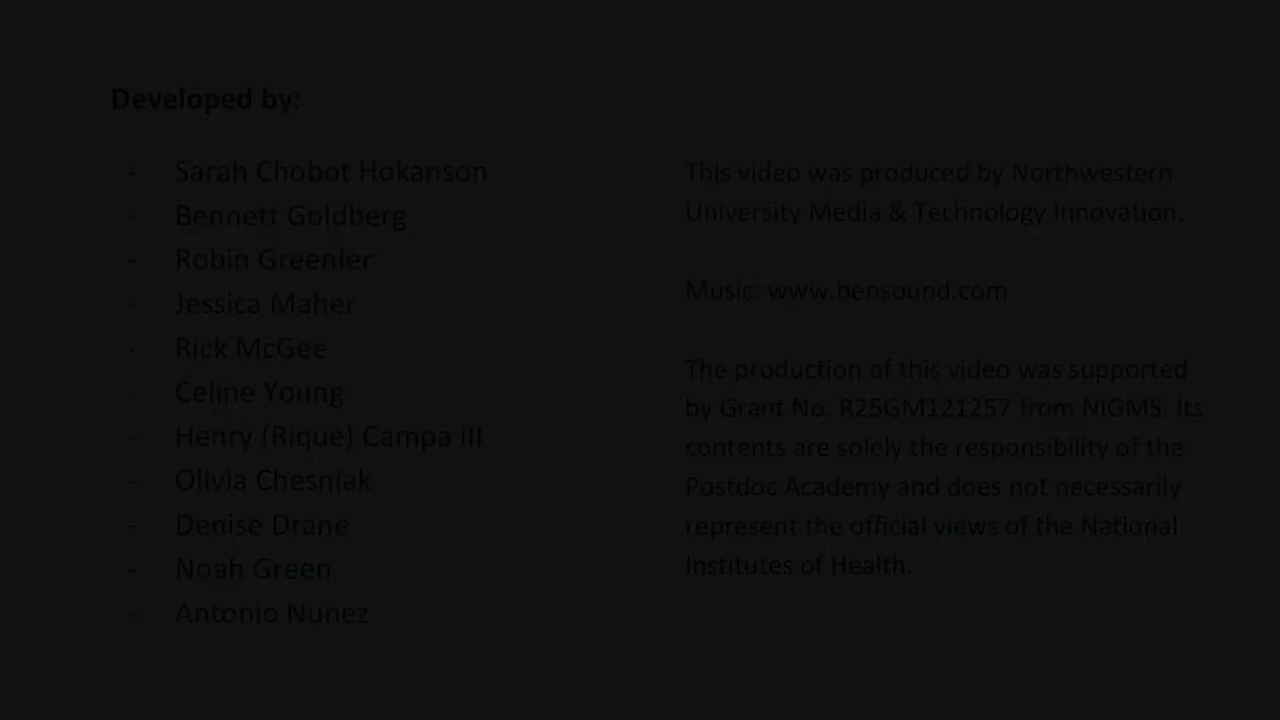 Developed by:
- Sarah Chobot Hokanson
- Bennett Goldberg
- Robin Greenler
- Jessica Maher
- Rick McGee
- Celine Young
- Henry (Rique) Campa III
- Olivia Chesniak
- Denise Drane
- Noah Green
- Antonio Nunez
This video was produced by Northwestern
University Media & Technology Innovation.
Music: www.bensound.com
The production of this video was supported
by Grant No. R25GM121257 from NIGMS. Its
contents are solely the responsibility of the
Postdoc Academy and does not necessarily
represent the official views of the National
Institutes of Health.